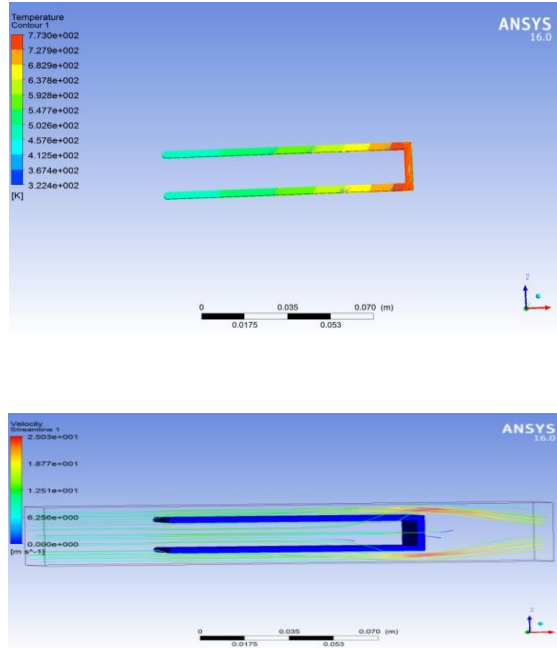 Temperature
Contour 1
7.730e+002
7.279e+002
6.829e+002
6.378e+002
5.928e+002
5.477e+002
5.026e+002
4.576e+002
4.125e+002
3.674e+002
3.224e+002
[K]
ANSYS
16.0
0 0.035 0.070 (m)
0.0175 0.053
Z
Velocity
Streamline 1
2.503e+001
1.877e+001
1.251e+001
6.256e+000
0.000e+000
[m s^-1]
ANSYS
16.0
0 0.035 0.070 (m)
0.0175 0.053
Z